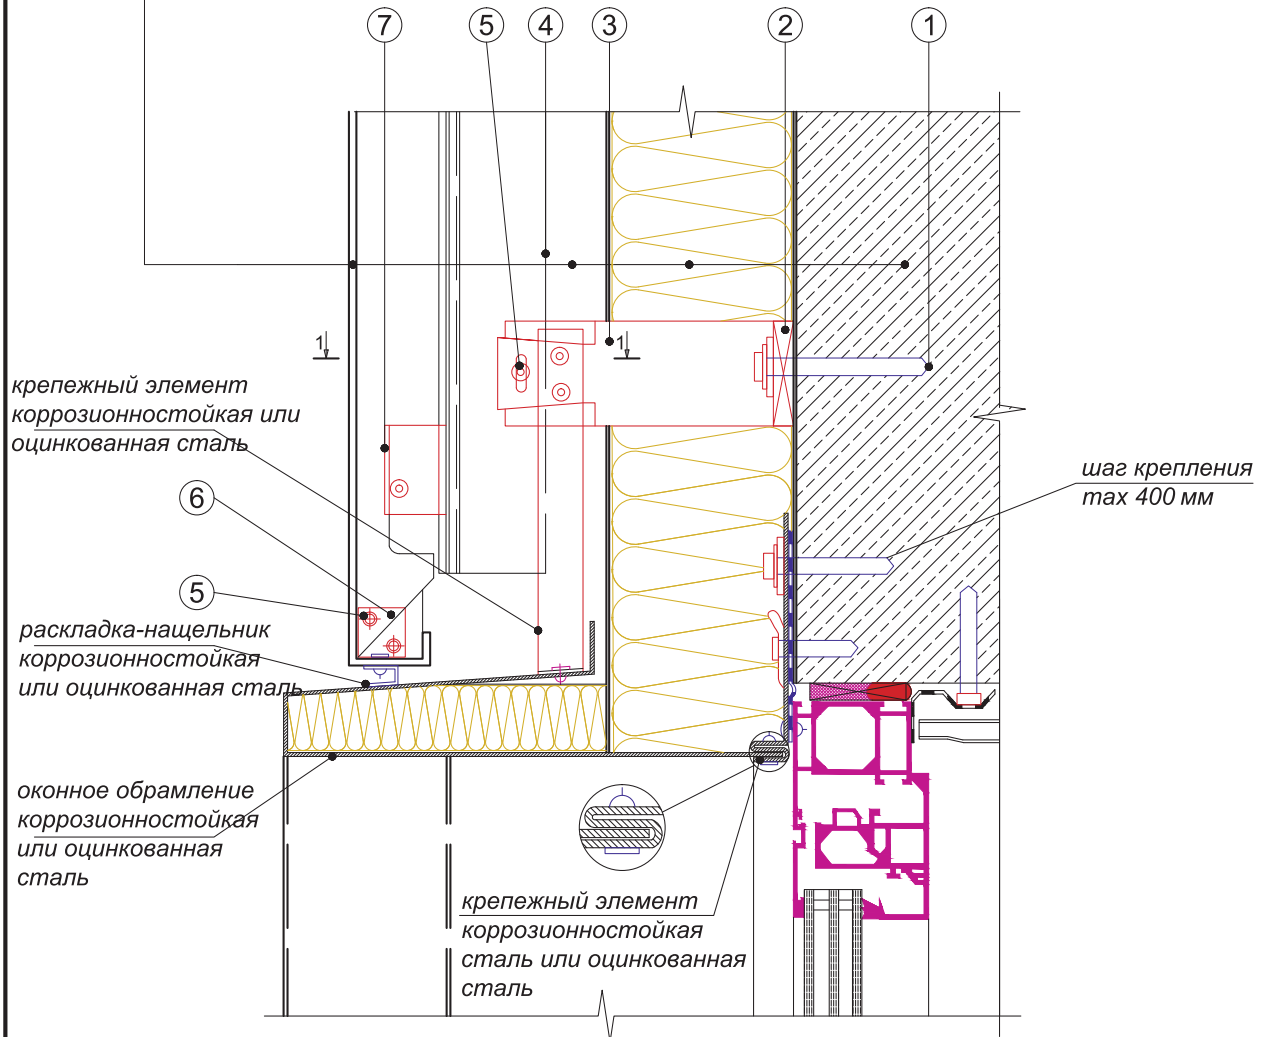 7 5 4 3 2 1
1 1
крепежный элемент
коррозионностойкая или
оцинкованная сталь
шаг крепления
max 400 мм
6
5
раскладка-нащельник
коррозионностойкая
или оцинкованная сталь
оконное обрамление
коррозионностойкая
или оцинкованная
сталь
крепежный элемент
коррозионностойкая
сталь или оцинкованная
сталь